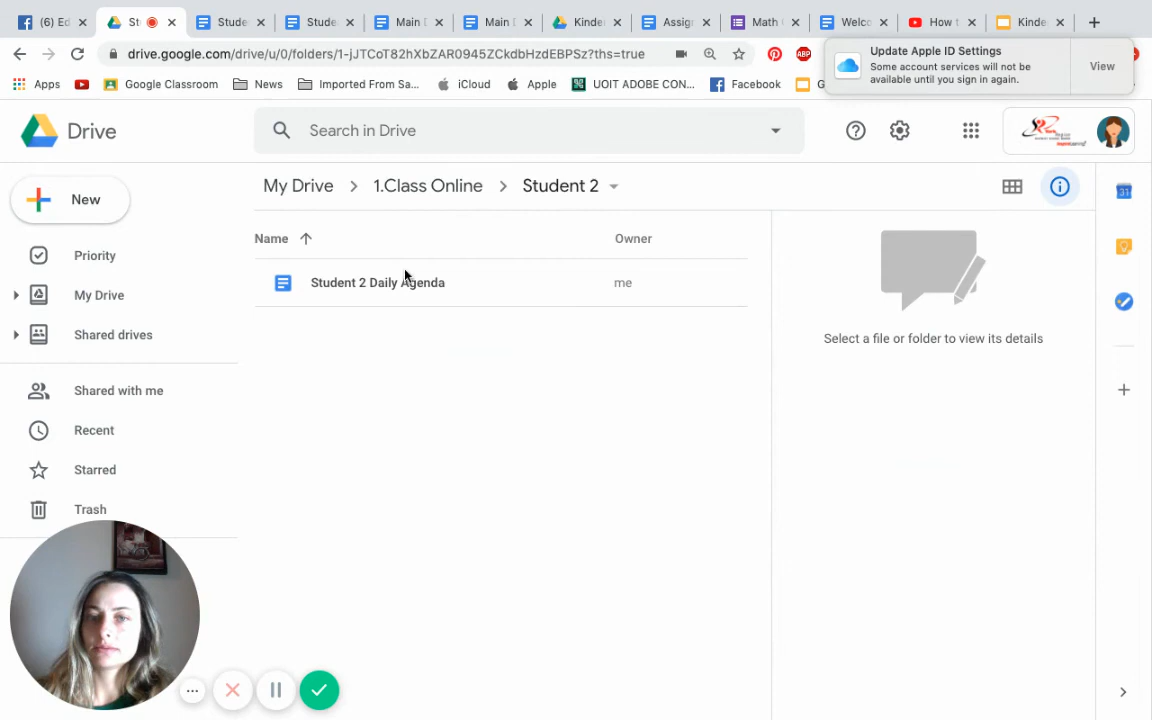 (6) Ed
St
Stude
Stude
Main D
Main D
Kinder
Assign
Math
Welco
How t
Kinde
drive.google.com/drive/u/0/folders/1-jJTCoT82hXbZAR0945ZCkdbHzdEBPSz?ths=true
ABP
Update Apple ID Settings
Some account services will not be
available until you sign in again.
View
Apps
Google Classroom
News
Imported From Sa...
iCloud
Apple
UOIT ADOBE CON...
Facebook
G
Drive
Search in Drive
New
My Drive
1.Class Online
Student 2
31
Name
Owner
Priority
Student 2 Daily Agenda
me
My Drive
Shared drives
Select a file or folder to view its details
Shared with me
Recent
Starred
Trash